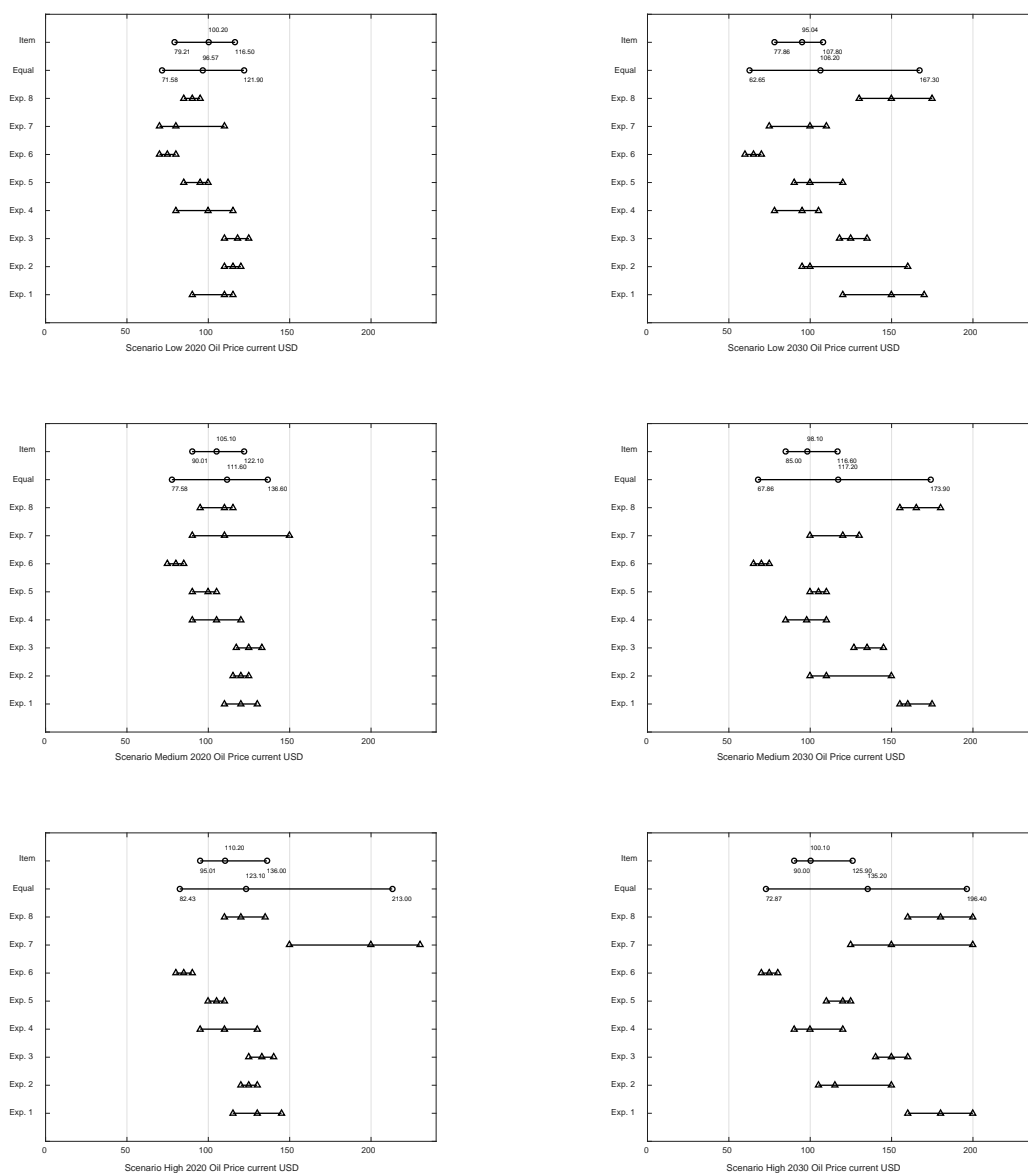 Item
100.20
79.21 116.50
Equal
96.57
71.58 121.90
Exp. 8
Exp. 7
Exp. 6
Exp. 5
Exp. 4
Exp. 3
Exp. 2
Exp. 1
0 50 100 150 200
Scenario Low 2020 Oil Price current USD
Item
95.04
77.86 107.80
Equal
106.20
62.65 167.30
Exp. 8
Exp. 7
Exp. 6
Exp. 5
Exp. 4
Exp. 3
Exp. 2
Exp. 1
0 50 100 150 200
Scenario Low 2030 Oil Price current USD
Item
105.10
90.01 122.10
Equal
111.60
77.58 136.60
Exp. 8
Exp. 7
Exp. 6
Exp. 5
Exp. 4
Exp. 3
Exp. 2
Exp. 1
0 50 100 150 200
Scenario Medium 2020 Oil Price current USD
Item
98.10
85.00 116.60
Equal
117.20
67.86 173.90
Exp. 8
Exp. 7
Exp. 6
Exp. 5
Exp. 4
Exp. 3
Exp. 2
Exp. 1
0 50 100 150 200
Scenario Medium 2030 Oil Price current USD
Item
110.20
95.01 136.00
Equal
123.10
82.43 213.00
Exp. 8
Exp. 7
Exp. 6
Exp. 5
Exp. 4
Exp. 3
Exp. 2
Exp. 1
0 50 100 150 200
Scenario High 2020 Oil Price current USD
Item
100.10
90.00 125.90
Equal
135.20
72.87 196.40
Exp. 8
Exp. 7
Exp. 6
Exp. 5
Exp. 4
Exp. 3
Exp. 2
Exp. 1
0 50 100 150 200
Scenario High 2030 Oil Price current USD